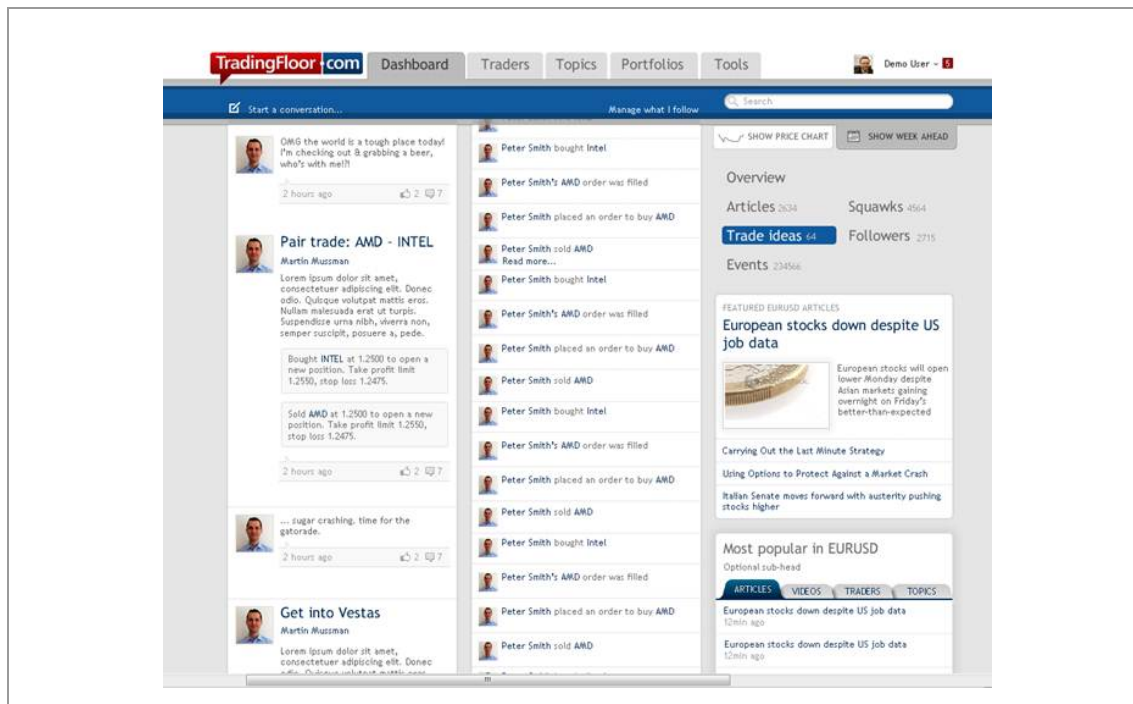 TradingFloor.com
Dashboard
Traders
Topics
Portfolios
Tools
Demo User
5
Start a conversation...
Manage what I follow
Search
OMG the world is a tough place today!
I'm checking out & grabbing a beer,
who's with me!?!
2 hours ago
2
7
Pair trade: AMD - INTEL
Martin Mussman
Lorem ipsum dolor sit amet,
consectetuer adipiscing elit. Donec
odio. Quisque volutpat mattis eros.
Nullam malesuada erat ut turpis.
Suspendisse urna nibh, viverra non,
semper suscipit, posuere a, pede.
Bought INTEL at 1.2500 to open a
new position. Take profit limit
1.2550, stop loss 1.2475.
Sold AMD at 1.2500 to open a new
position. Take profit limit 1.2550,
stop loss 1.2475.
2 hours ago
2
7
... sugar crashing. time for the
gatorade.
2 hours ago
2
7
Get into Vestas
Martin Mussman
Lorem ipsum dolor sit amet,
consectetuer adipiscing elit. Donec
Peter Smith bought Intel
Peter Smith's AMD order was filled
Peter Smith placed an order to buy AMD
Peter Smith sold AMD
Read more...
Peter Smith bought Intel
Peter Smith's AMD order was filled
Peter Smith placed an order to buy AMD
Peter Smith sold AMD
Peter Smith bought Intel
Peter Smith's AMD order was filled
Peter Smith placed an order to buy AMD
Peter Smith sold AMD
Peter Smith bought Intel
Peter Smith's AMD order was filled
Peter Smith placed an order to buy AMD
Peter Smith sold AMD
SHOW PRICE CHART
SHOW WEEK AHEAD
Overview
Articles 2634
Squawks 4564
Trade ideas 64
Followers 2715
Events 234566
FEATURED EURUSD ARTICLES
European stocks down despite US
job data
European stocks will open
lower Monday despite
Asian markets gaining
overnight on Friday's
better-than-expected
Carrying Out the Last Minute Strategy
Using Options to Protect Against a Market Crash
Italian Senate moves forward with austerity pushing
stocks higher
Most popular in EURUSD
Optional sub-head
ARTICLES
VIDEOS
TRADERS
TOPICS
European stocks down despite US job data
12min ago
European stocks down despite US job data
12min ago